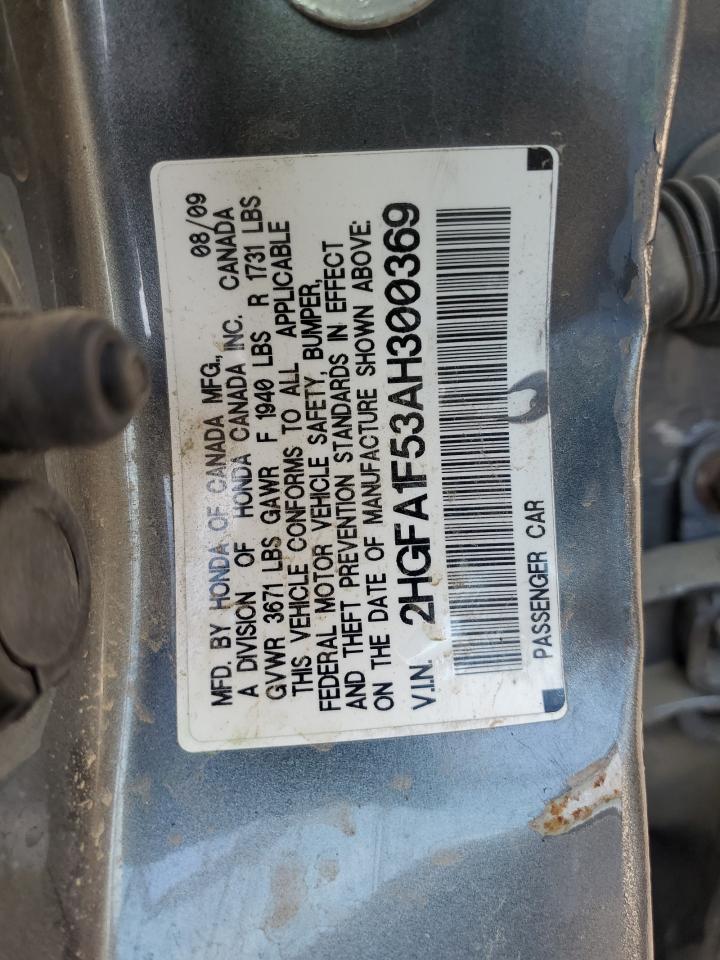 MFD. BY HONDA OF CANADA MFG., 08/09
A DIVISION OF HONDA CANADA INC. CANADA
GVWR 3671 LBS GAWR F 1940 LBS R 1731 LBS
THIS VEHICLE CONFORMS TO ALL APPLICABLE
FEDERAL MOTOR VEHICLE SAFETY, BUMPER,
AND THEFT PREVENTION STANDARDS IN EFFECT
ON THE DATE OF MANUFACTURE SHOWN ABOVE:
V.I.N. 2HGFA1F53AH300369
PASSENGER CAR